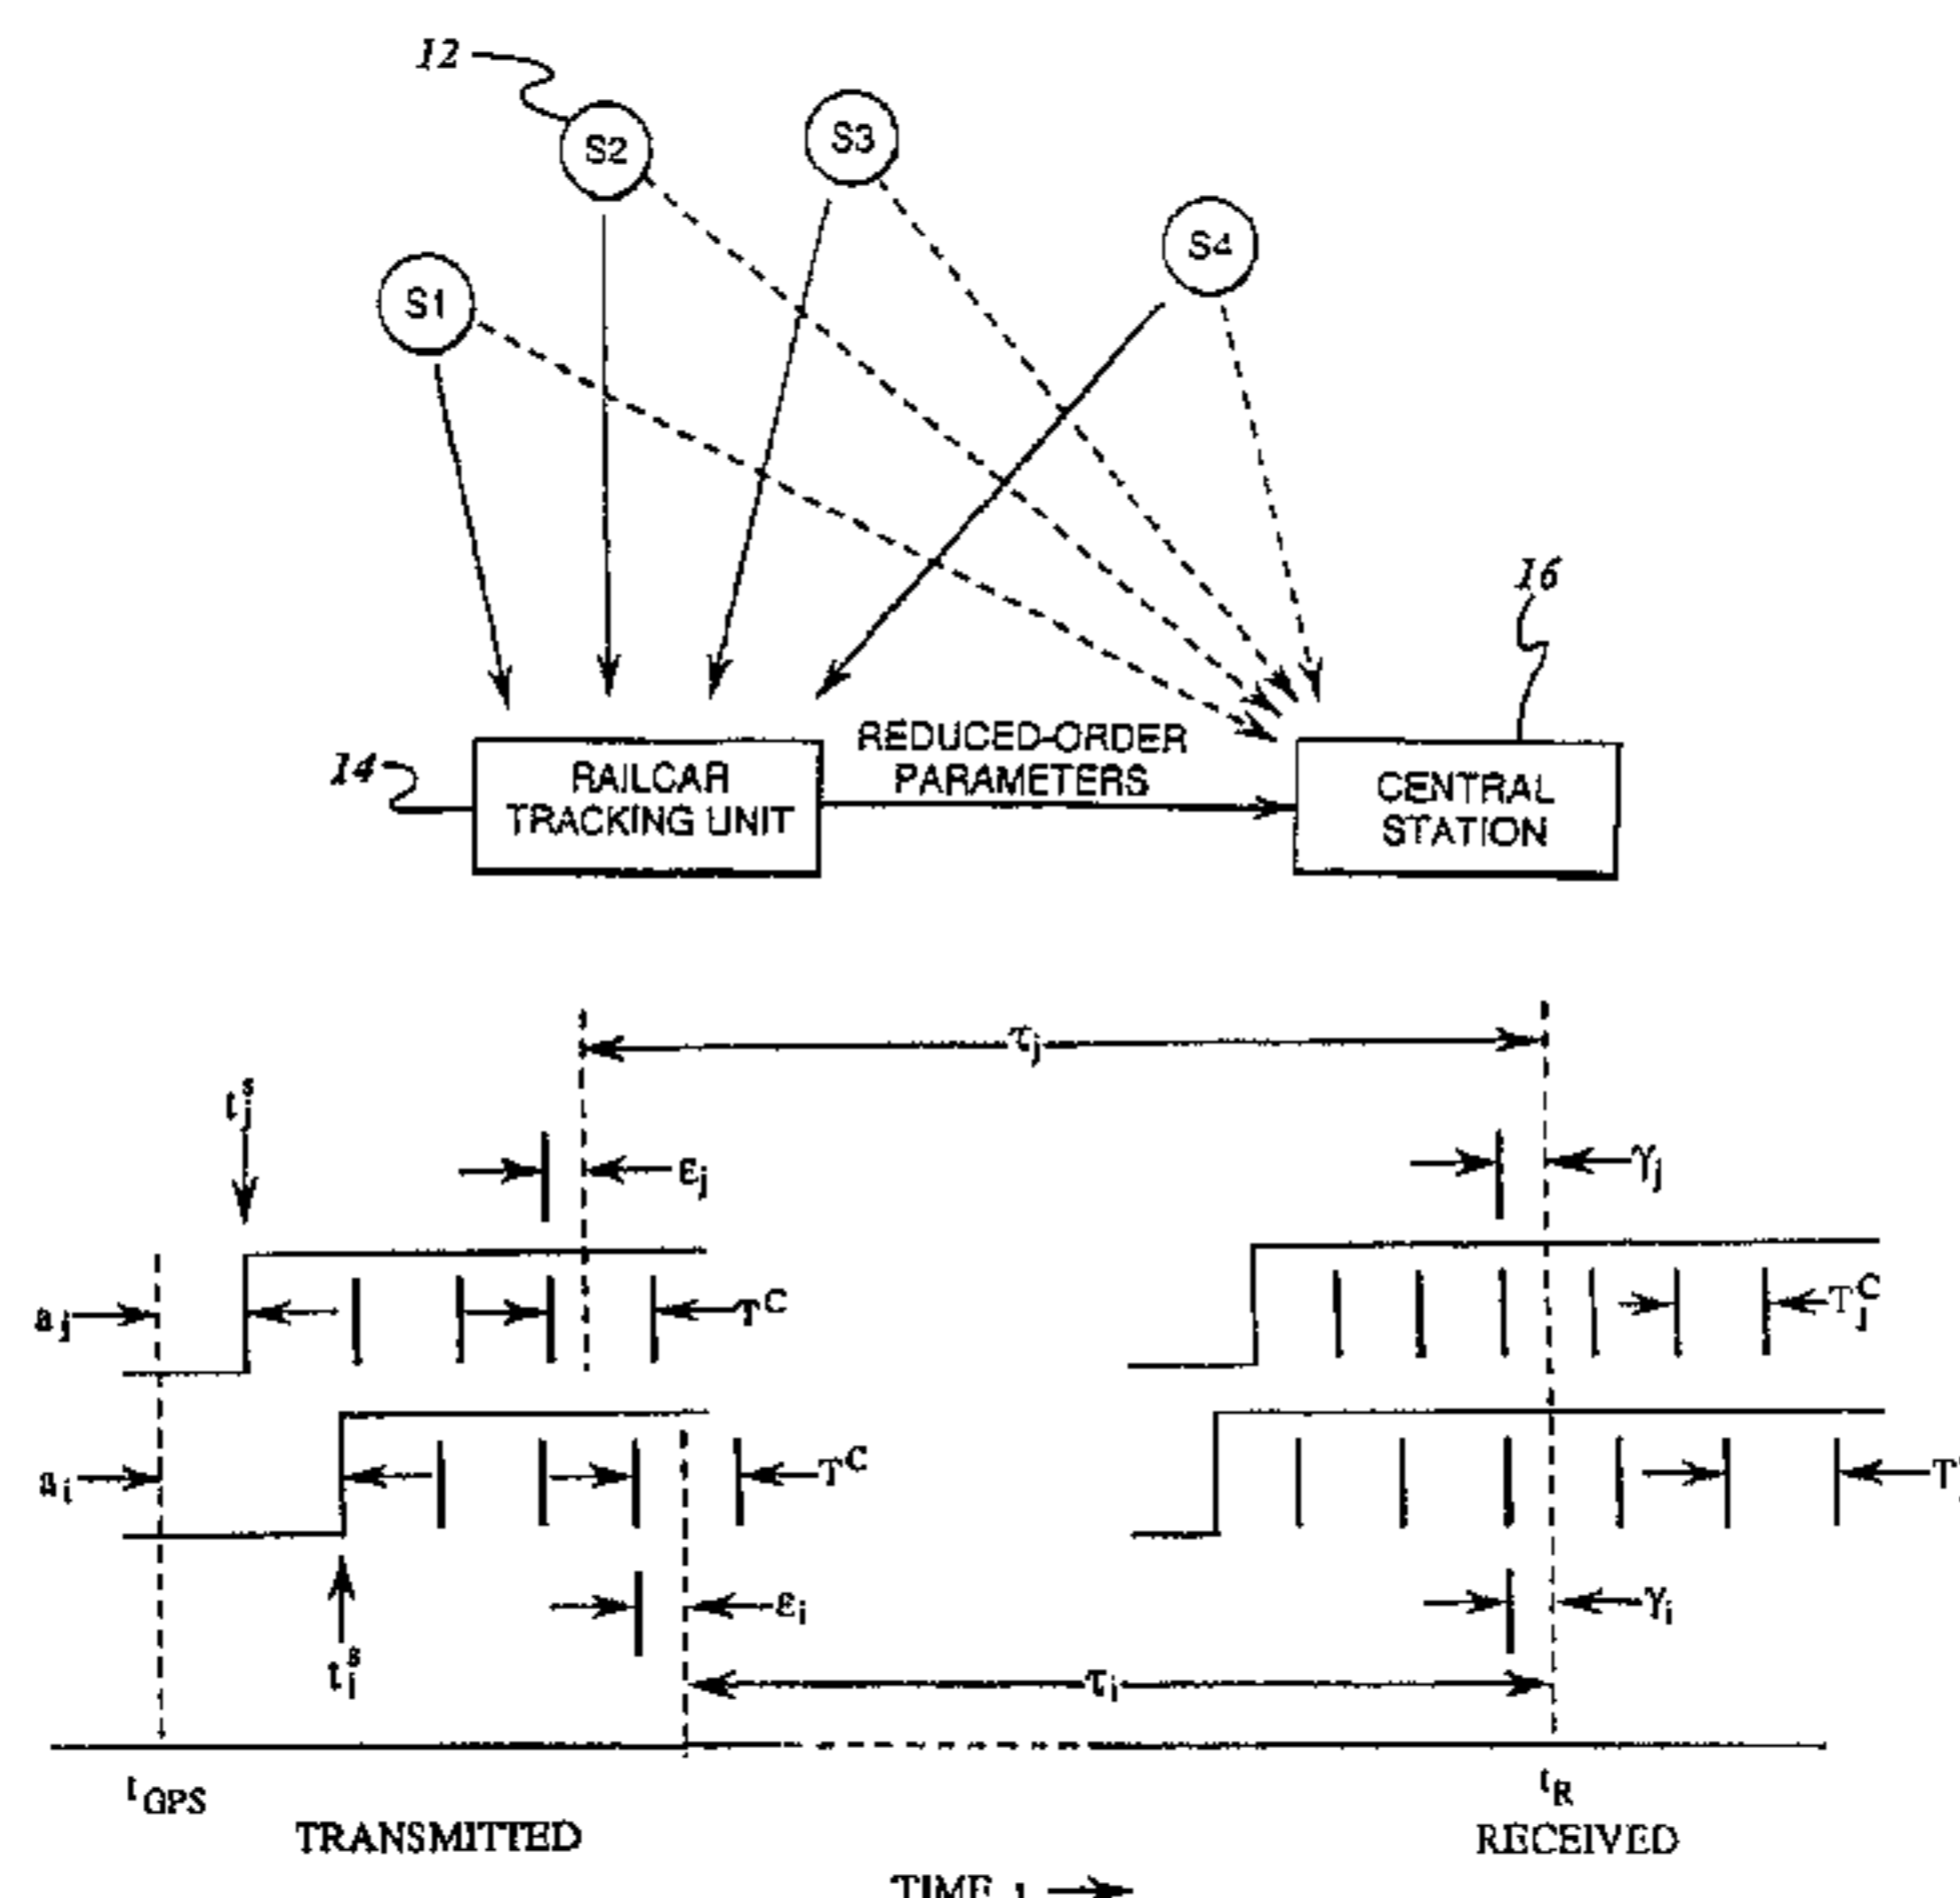 12
S2
S3
S4
S1
16
14
RAILCAR
TRACKING UNIT
REDUCED-ORDER
PARAMETERS
CENTRAL
STATION
τj
tjs
εj
γj
aj
TC
TjC
ai
TC
tis
εi
γi
τi
tGPS
tR
TRANSMITTED
RECEIVED
TIME